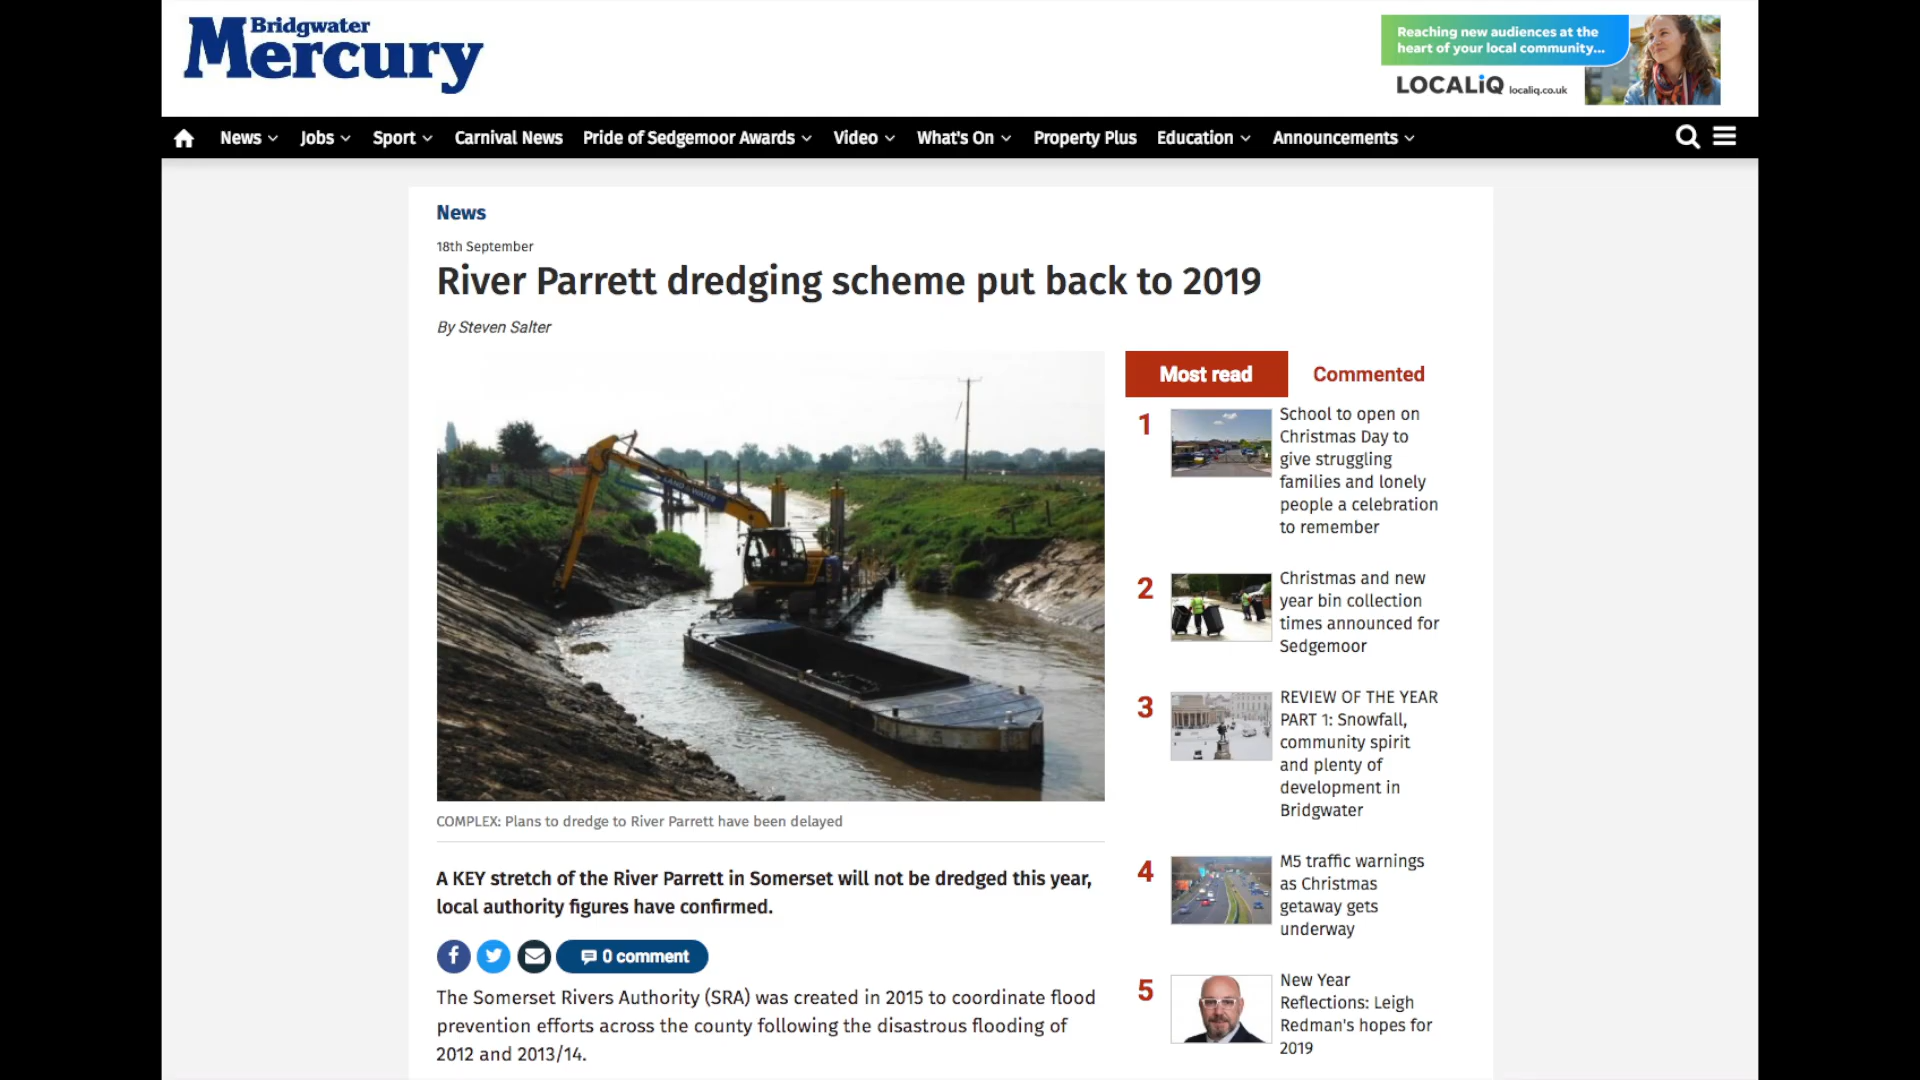 Bridgwater
Mercury
Reaching new audiences at the
heart of your local community...
LOCALiQ localiq.co.uk
News Jobs Sport Carnival News Pride of Sedgemoor Awards Video What's On Property Plus Education Announcements
News
18th September
River Parrett dredging scheme put back to 2019
By Steven Salter
LAND & WATER
COMPLEX: Plans to dredge to River Parrett have been delayed
A KEY stretch of the River Parrett in Somerset will not be dredged this year,
local authority figures have confirmed.
0 comment
The Somerset Rivers Authority (SRA) was created in 2015 to coordinate flood
prevention efforts across the county following the disastrous flooding of
2012 and 2013/14.
Most read Commented
1
School to open on
Christmas Day to
give struggling
families and lonely
people a celebration
to remember
2
Christmas and new
year bin collection
times announced for
Sedgemoor
3
REVIEW OF THE YEAR
PART 1: Snowfall,
community spirit
and plenty of
development in
Bridgwater
4
M5 traffic warnings
as Christmas
getaway gets
underway
5
New Year
Reflections: Leigh
Redman's hopes for
2019